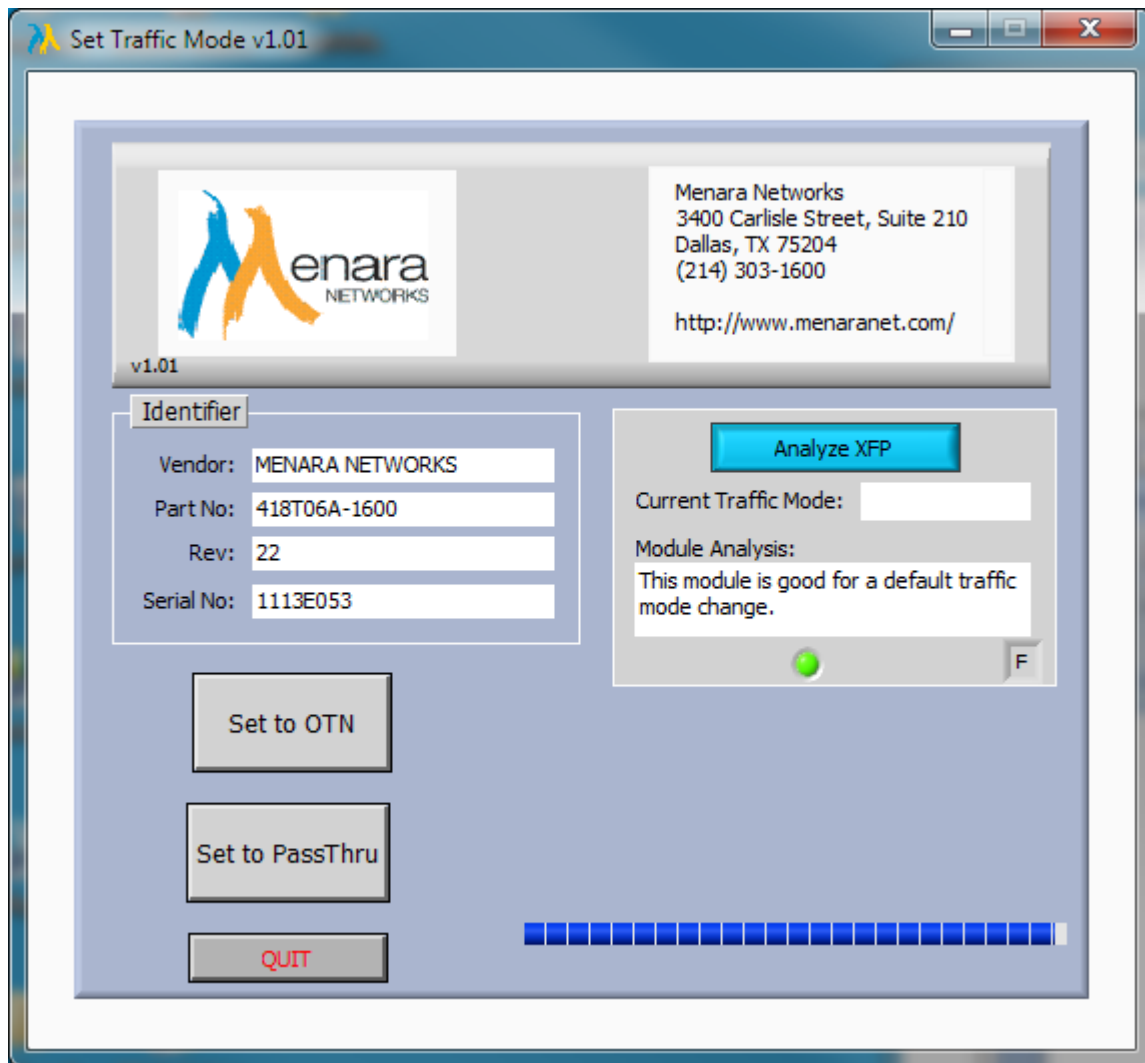 Set Traffic Mode v1.01
Menara
NETWORKS
Menara Networks
3400 Carlisle Street, Suite 210
Dallas, TX 75204
(214) 303-1600
http://www.menaranet.com/
v1.01
Identifier
Vendor: MENARA NETWORKS
Part No: 418T06A-1600
Rev: 22
Serial No: 1113E053
Analyze XFP
Current Traffic Mode:
Module Analysis:
This module is good for a default traffic
mode change.
F
Set to OTN
Set to PassThru
QUIT